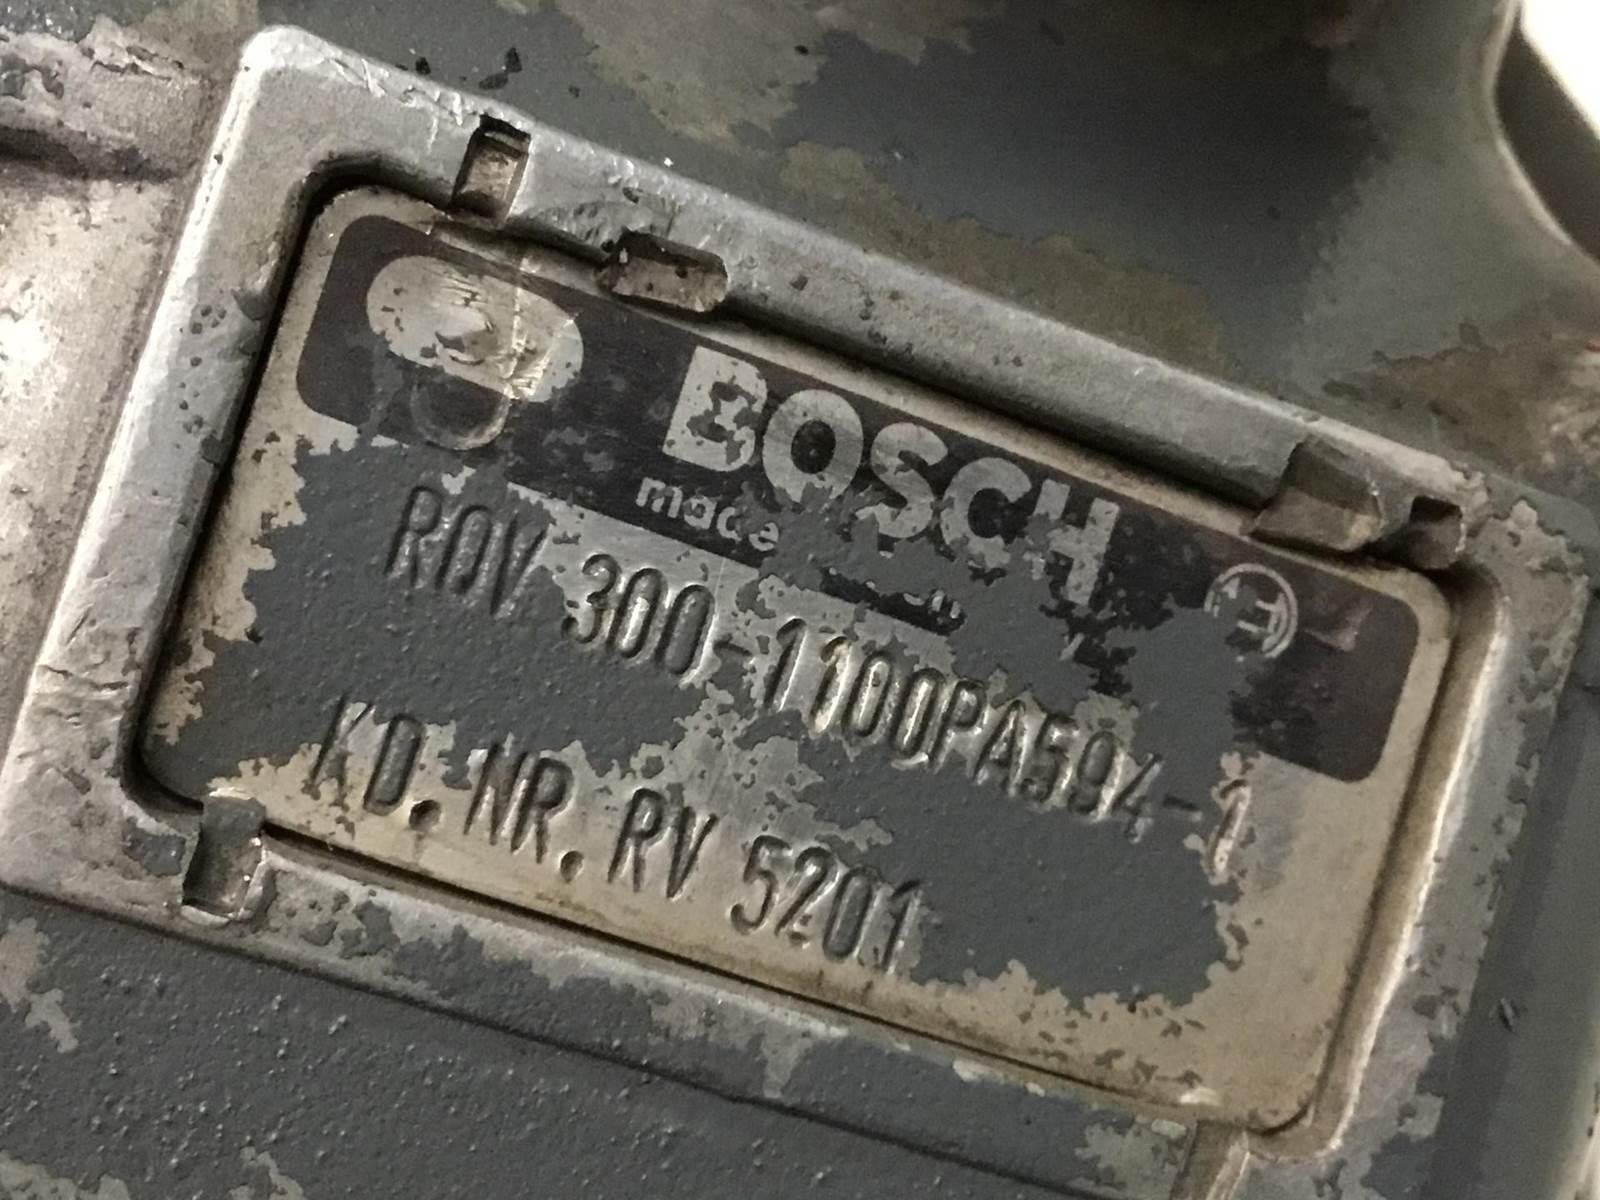 BOSCH
made
RQV 300-1100PA594-1
KD.NR.RV 5201